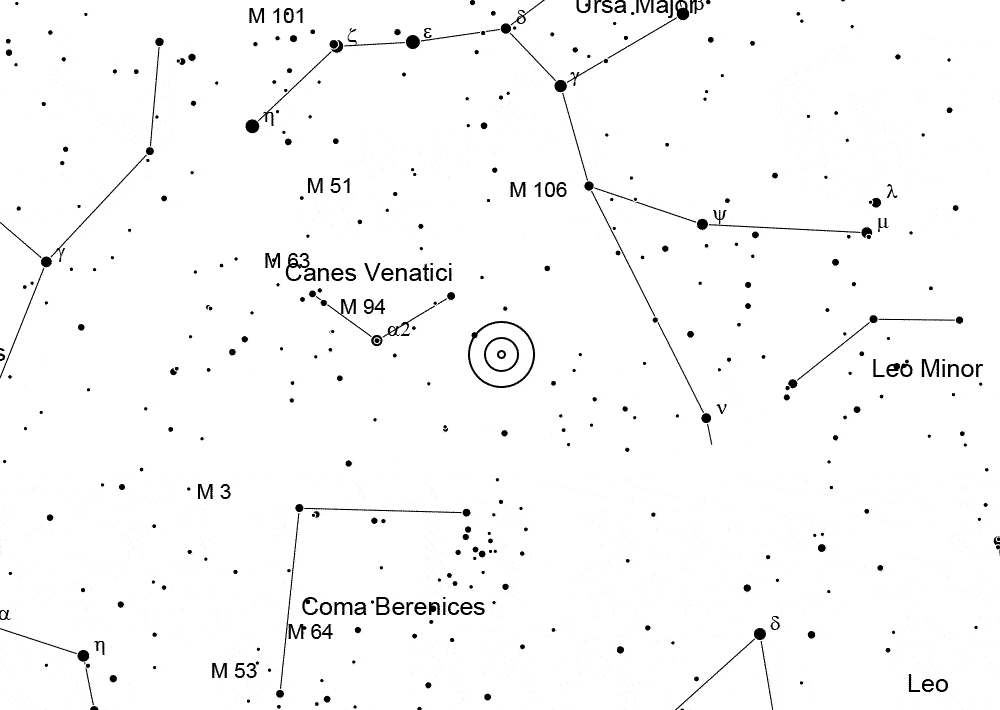 Ursa Major
β
M 101
ζ
ε
δ
γ
η
M 51
M 106
ψ
λ
μ
γ
M 63
Canes Venatici
M 94
α2
s
Leo Minor
ν
M 3
α
Coma Berenices
M 64
δ
η
M 53
Leo